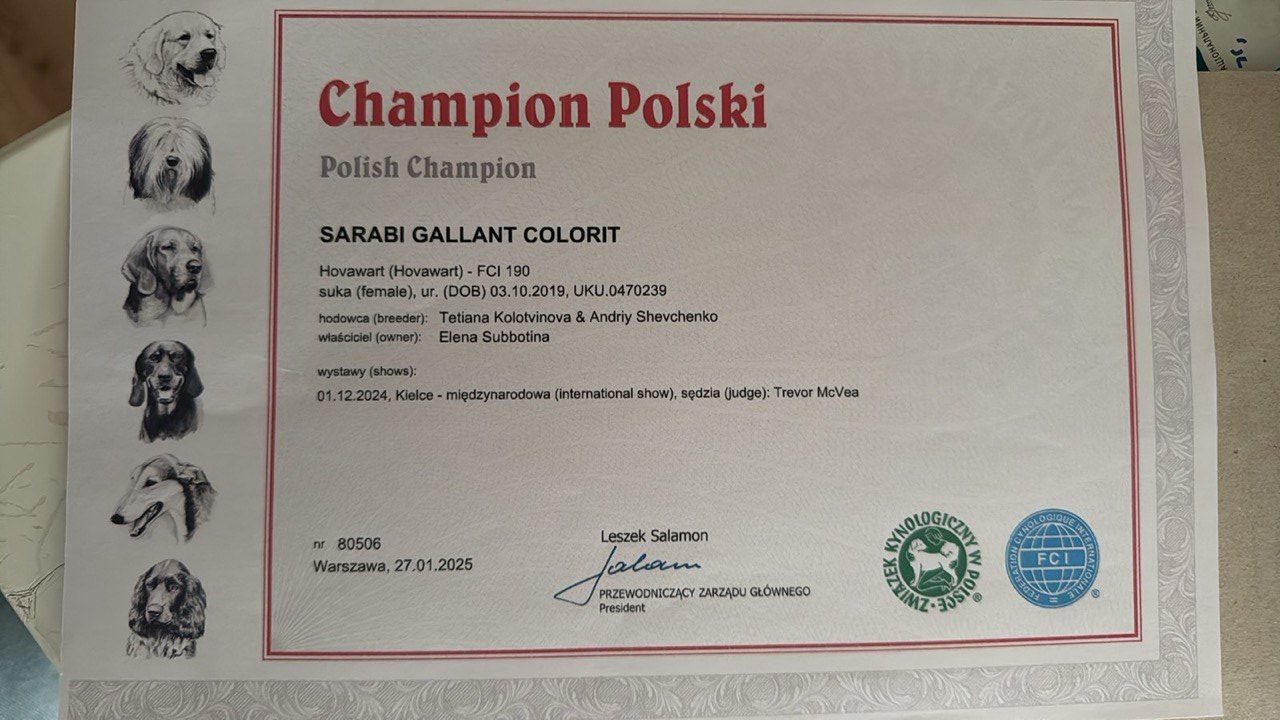 Champion Polski
Polish Champion
SARABI GALLANT COLORIT
Hovawart (Hovawart) - FCI 190
suka (female), ur. (DOB) 03.10.2019, UKU.0470239
hodowca (breeder): Tetiana Kolotvinova & Andriy Shevchenko
właściciel (owner): Elena Subbotina
wystawy (shows):
01.12.2024, Kielce - międzynarodowa (international show), sędzia (judge): Trevor McVea
nr 80506
Warszawa, 27.01.2025
Leszek Salamon
PRZEWODNICZĄCY ZARZĄDU GŁÓWNEGO
President
ZWIĄZEK KYNOLOGICZNY W POLSCE
®
FEDERATION CYNOLOGIQUE INTERNATIONALE
FCI
®